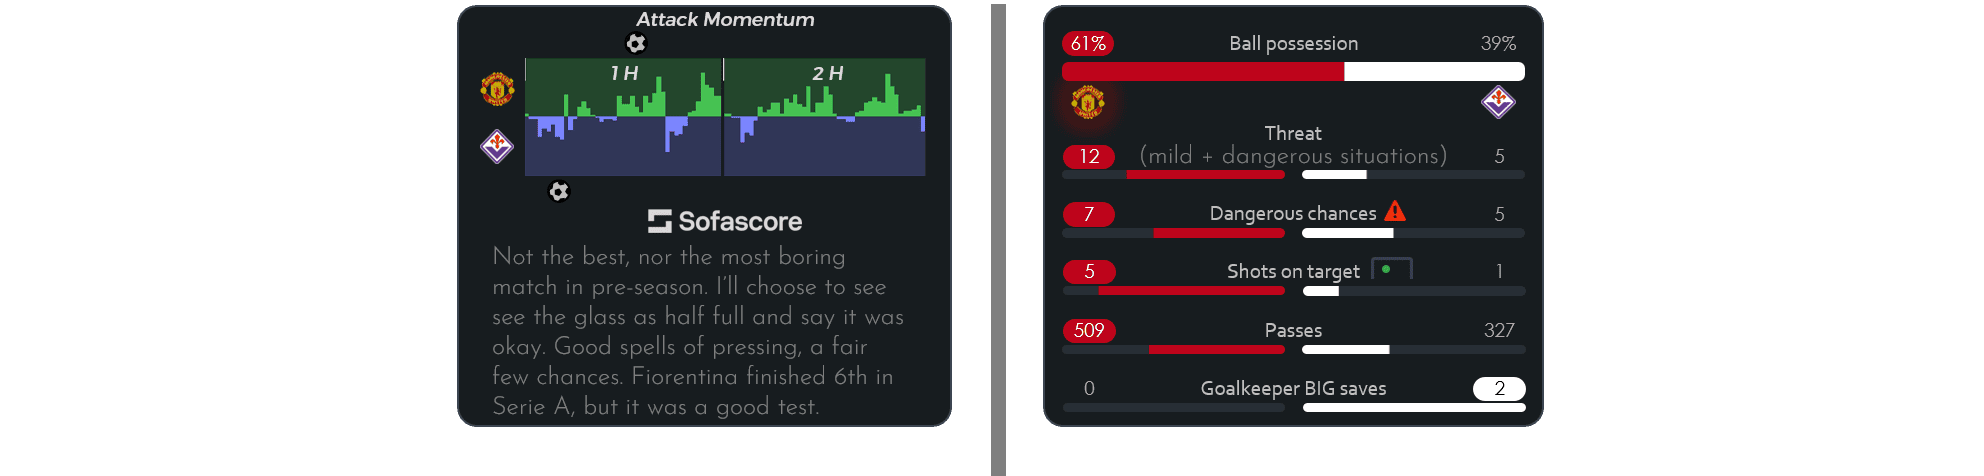 Attack Momentum
1 H
2 H
Sofascore
Not the best, nor the most boring
match in pre-season. I'll choose to see
see the glass as half full and say it was
okay. Good spells of pressing, a fair
few chances. Fiorentina finished 6th in
Serie A, but it was a good test.
61% Ball possession 39%
Threat
12 (mild + dangerous situations) 5
7 Dangerous chances 5
5 Shots on target 1
509 Passes 327
0 Goalkeeper BIG saves 2